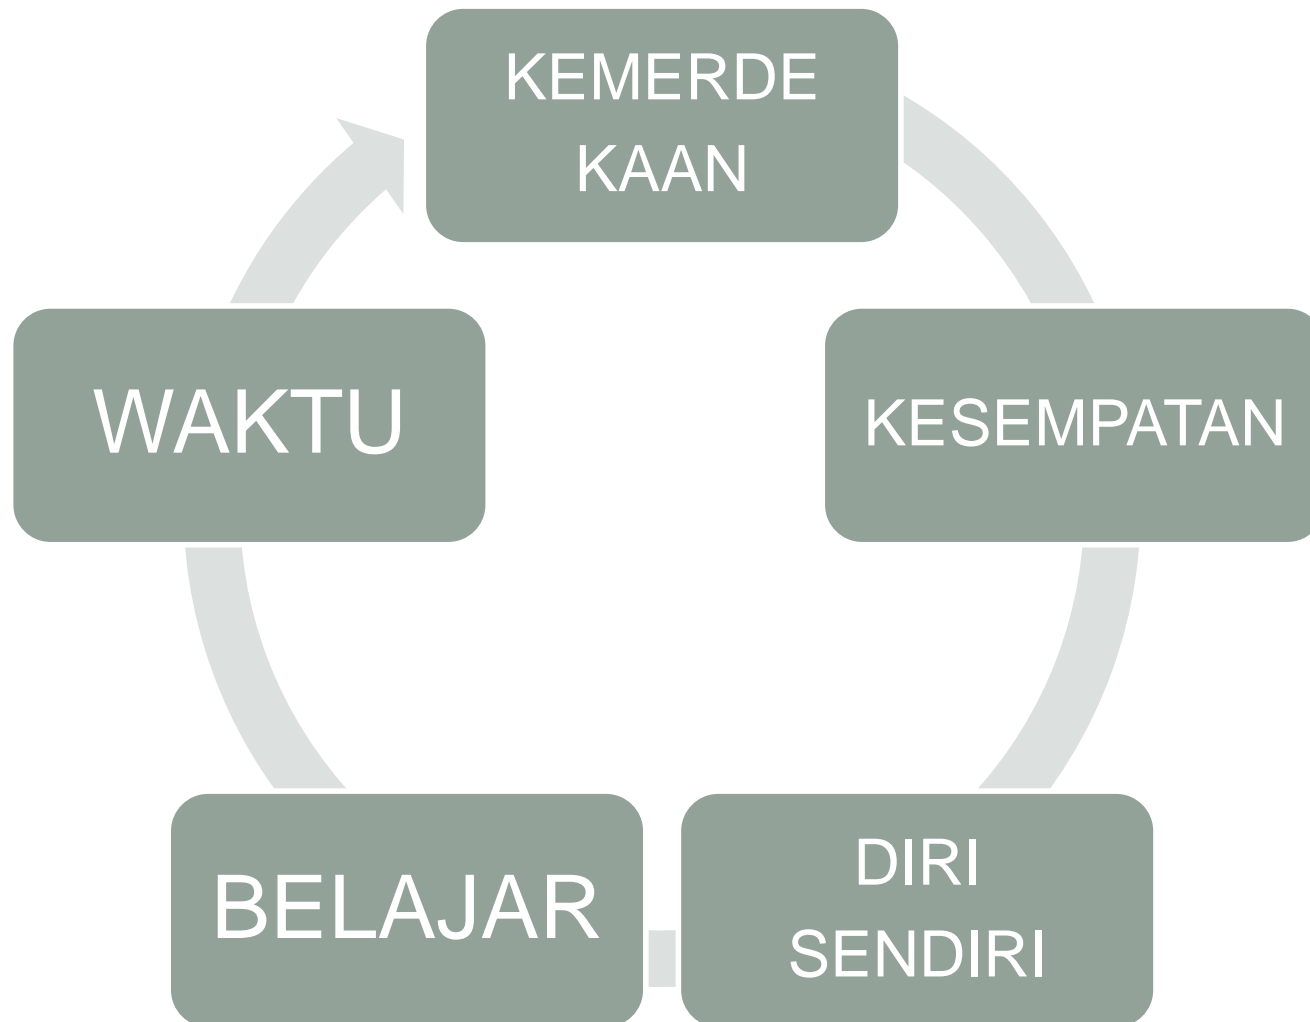 KEMERDE
KAAN
KESEMPATAN
DIRI
SENDIRI
BELAJAR
WAKTU